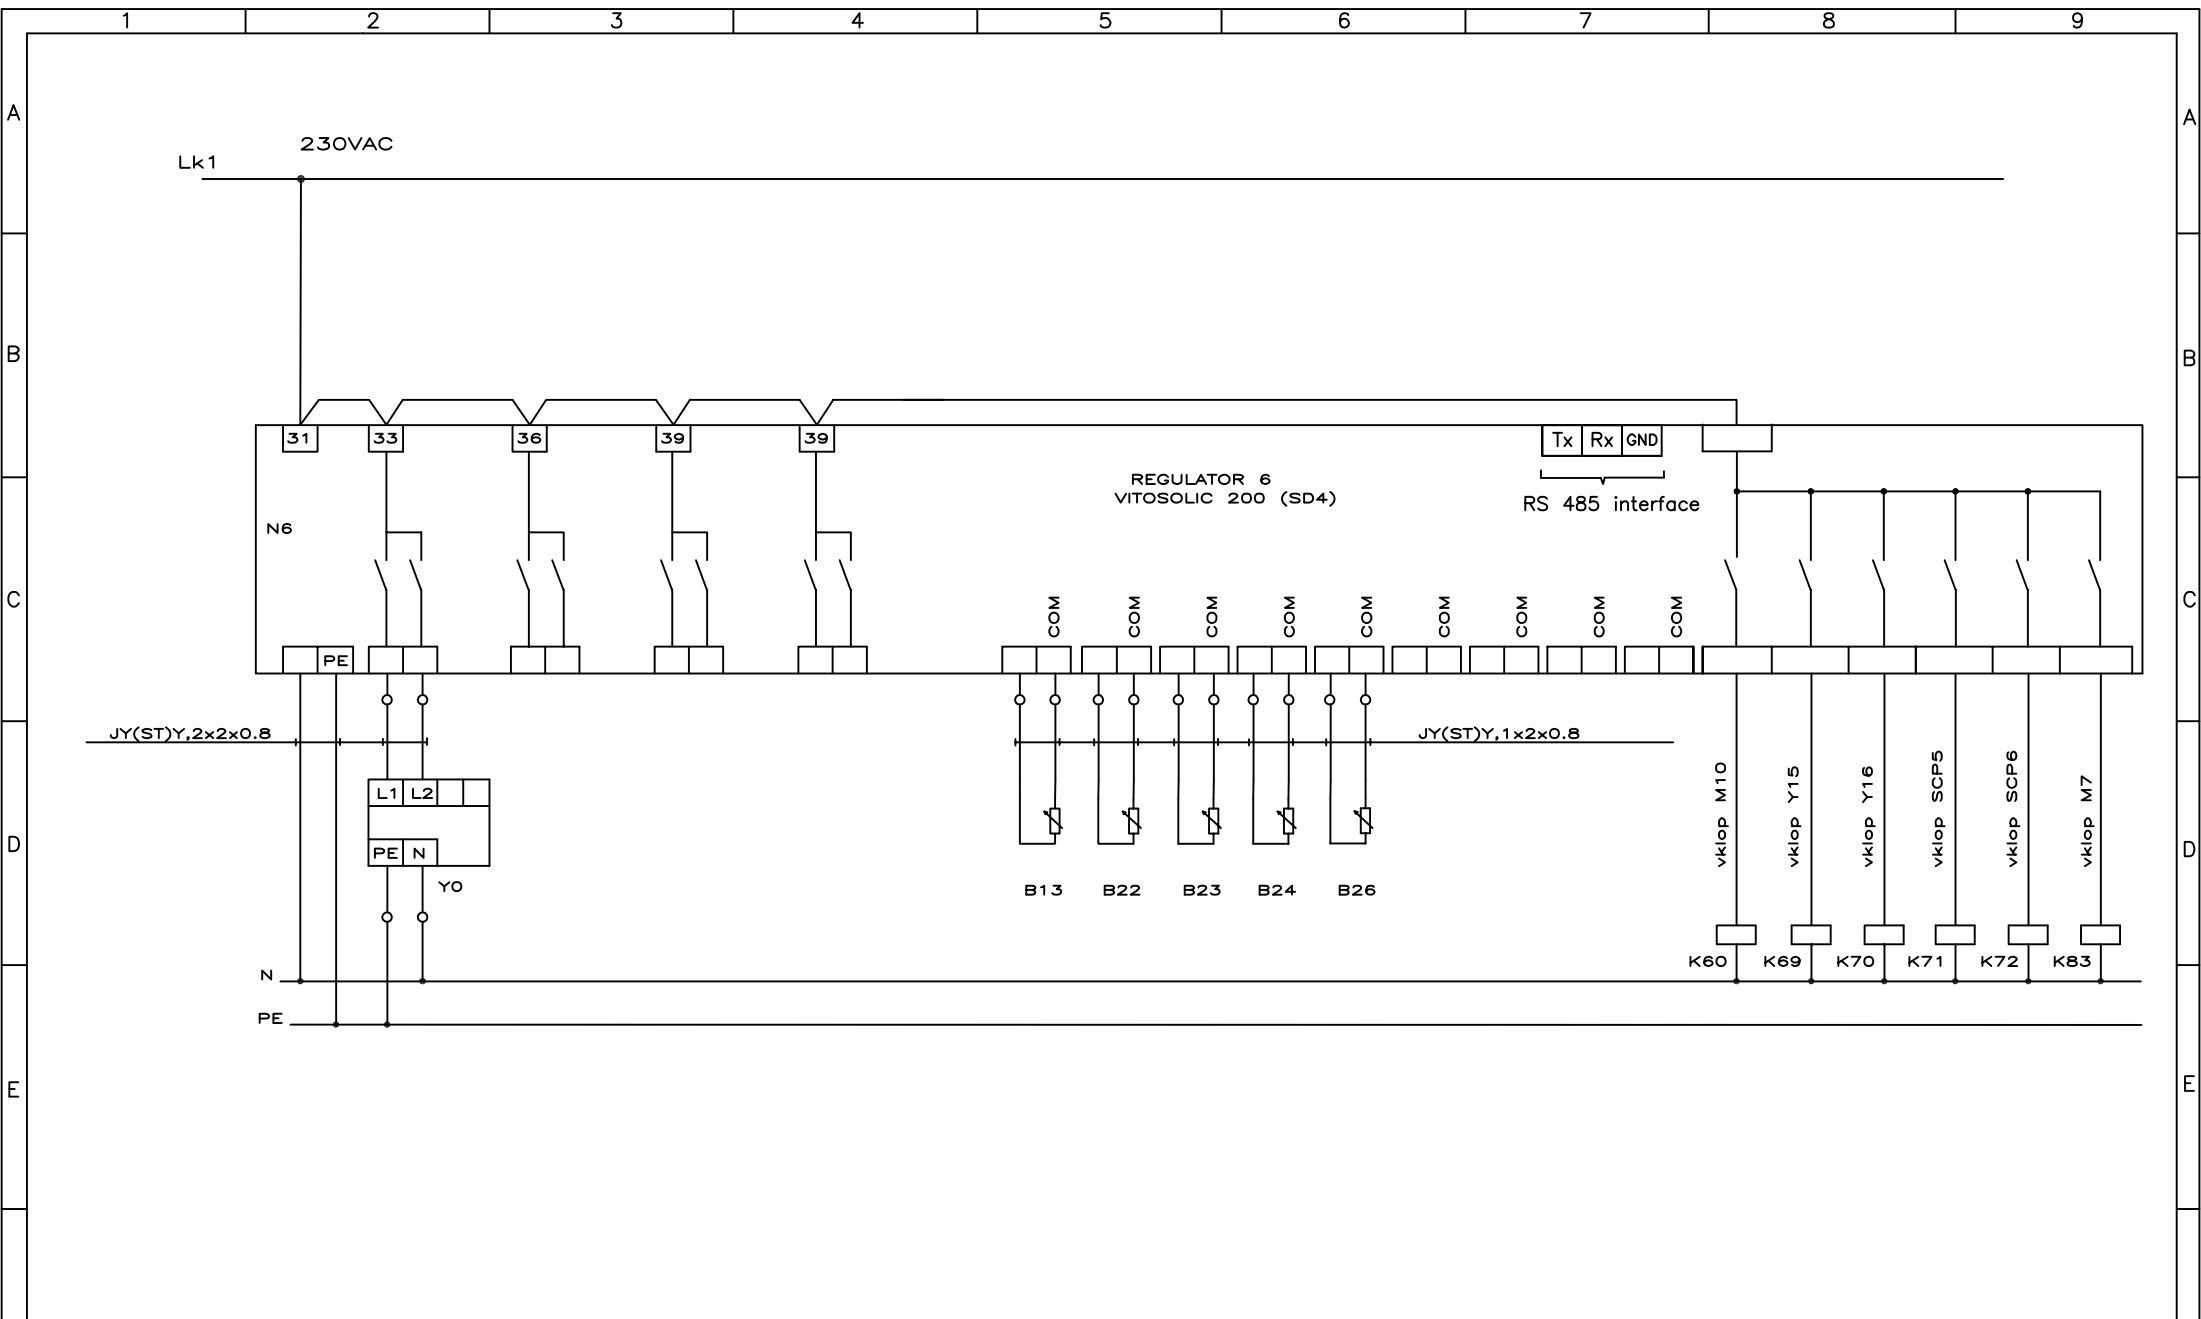 1 2 3 4 5 6 7 8 9
A A
230VAC
Lk1
B B
31 33 36 39 39 Tx Rx GND
REGULATOR 6
VITOSOLIC 200 (SD4)
RS 485 interface
N6
C C
COM COM COM COM COM COM COM COM COM
PE
JY(ST)Y,2x2x0.8 JY(ST)Y,1x2x0.8
vklop M10 vklop Y15 vklop Y16 vklop SCP5 vklop SCP6 vklop M7
L1 L2
D D
PE N
Y0
B13 B22 B23 B24 B26
K60 K69 K70 K71 K72 K83
N
PE
E E